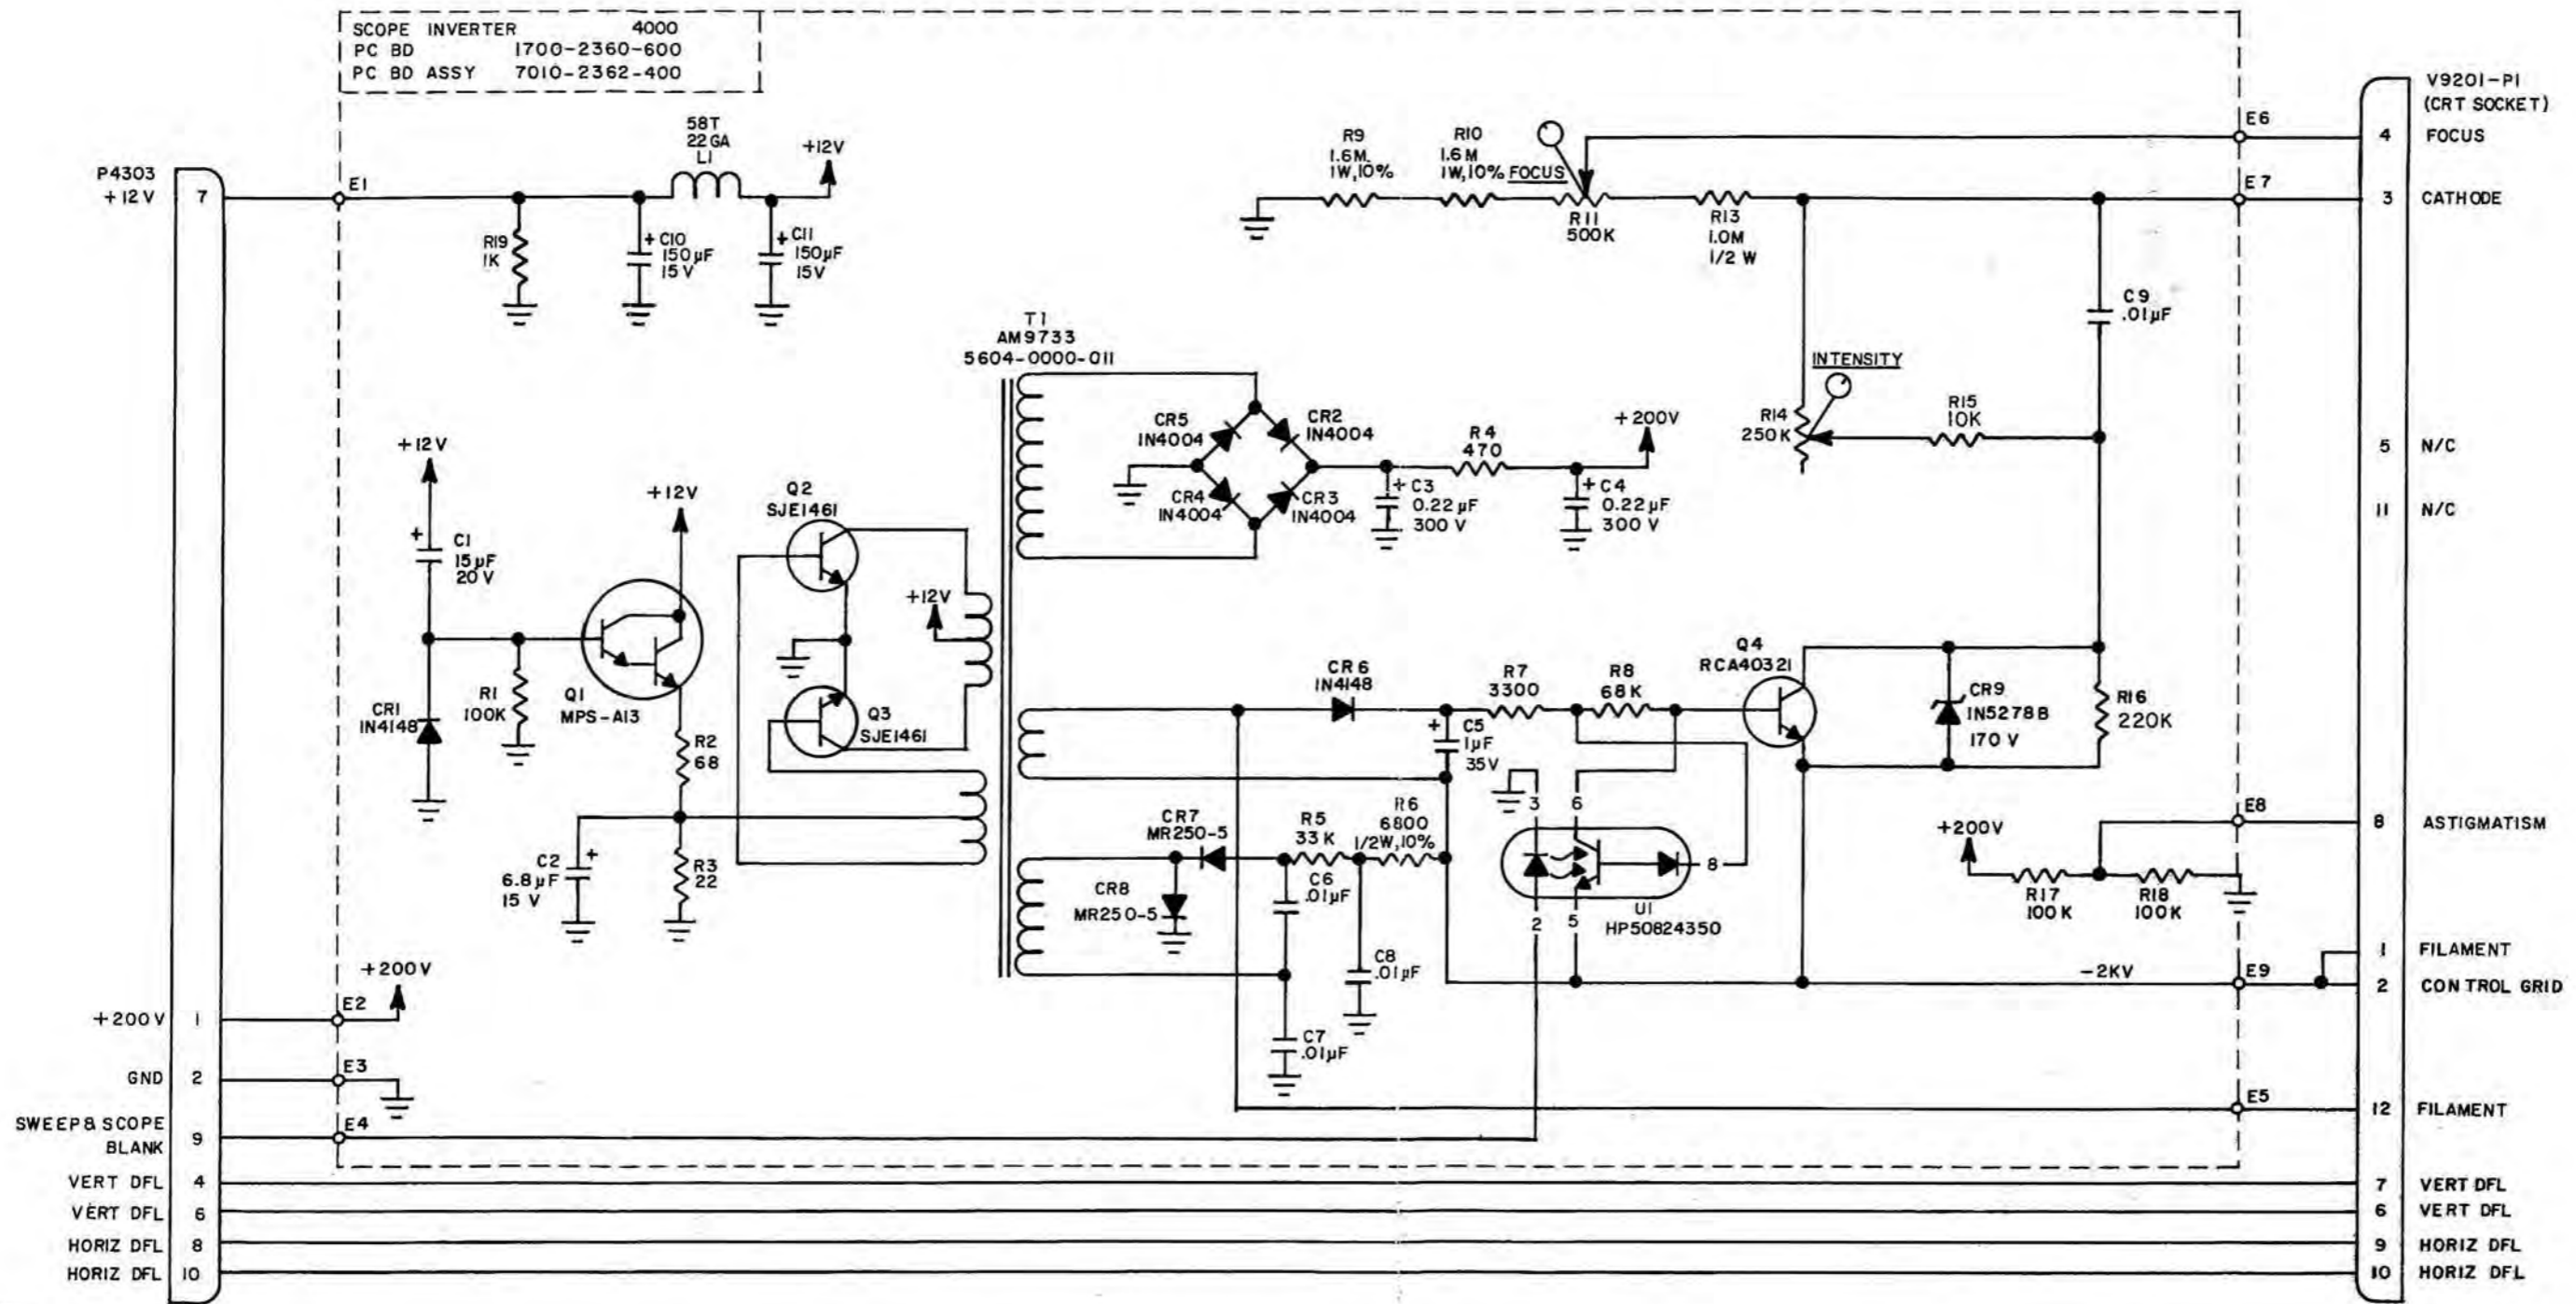 SCOPE INVERTER 4000
PC BD 1700-2360-600
PC BD ASSY 7010-2362-400
P4303
+12V
7
E1
R19
1K
+
C10
150µF
15V
58T
22GA
L1
+
C11
150µF
15V
+12V
R9
1.6M
1W,10%
R10
1.6M
1W,10%
FOCUS
R11
500K
R13
1.0M
1/2 W
E6
E7
V9201-P1
(CRT SOCKET)
4
FOCUS
3
CATHODE
C9
.01µF
INTENSITY
R14
250K
R15
10K
5
N/C
11
N/C
T1
AM9733
5604-0000-011
CR5
1N4004
CR2
1N4004
CR4
1N4004
CR3
1N4004
R4
470
+200V
+
C3
0.22µF
300V
+
C4
0.22µF
300V
+12V
+
C1
15µF
20V
+12V
Q2
SJE1461
+12V
CR1
1N4148
R1
100K
Q1
MPS-A13
R2
68
Q3
SJE1461
C2
+
6.8µF
15V
R3
22
CR6
1N4148
+
C5
1µF
35V
R7
3300
R8
68K
Q4
RCA40321
CR9
1N5278B
170V
R16
220K
CR7
MR250-5
CR8
MR250-5
R5
33K
R6
6800
1/2W,10%
C6
.01µF
C8
.01µF
C7
.01µF
3
6
8
2
5
U1
HP50824350
+200V
R17
100K
R18
100K
E8
8
ASTIGMATISM
1
FILAMENT
-2KV
E9
2
CONTROL GRID
+200V
+200V
1
E2
GND
2
E3
SWEEP & SCOPE
BLANK
9
E4
E5
12
FILAMENT
VERT DFL
4
7
VERT DFL
VERT DFL
6
6
VERT DFL
HORIZ DFL
8
9
HORIZ DFL
HORIZ DFL
10
10
HORIZ DFL